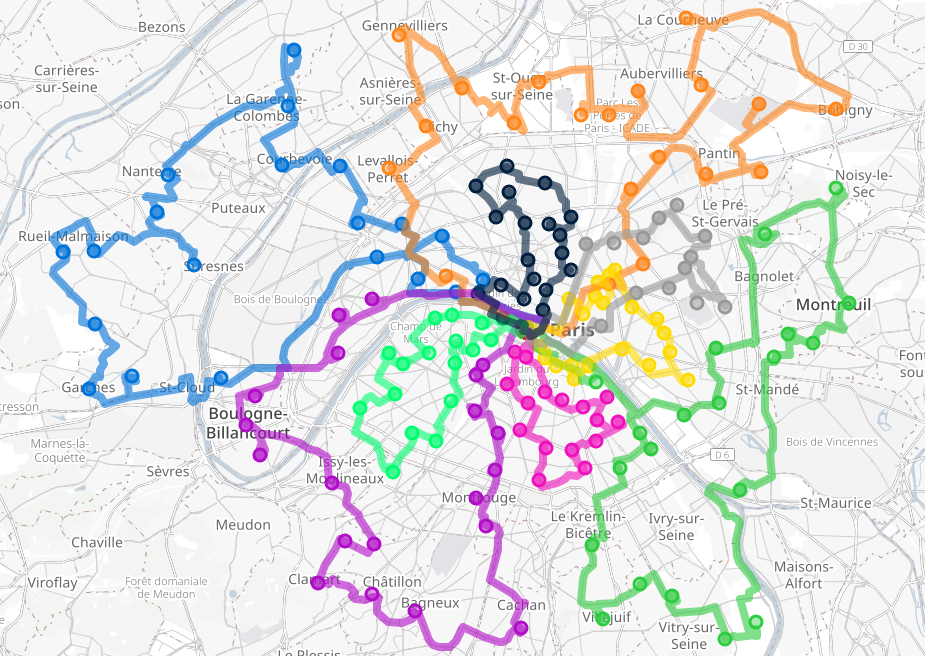 Bezons
Gennevilliers
La Courneuve
D 30
Carrières-
sur-Seine
Asnières-
sur-Seine
St-Ouen-
sur-Seine
Aubervilliers
La Garenne-
Colombes
Parc Les
Portes de
Paris - ICADE
Bobigny
Clichy
Courbevoie
Levallois-
Perret
Pantin
Nanterre
Noisy-le-
Sec
Puteaux
Le Pré-
St-Gervais
Rueil-Malmaison
Suresnes
Bagnolet
Bois de Boulogne
Montreuil
Champ de
Mars
Paris
Jardin du
Luxembourg
Garches
St-Cloud
St-Mandé
Boulogne-
Billancourt
Marnes-la-
Coquette
Bois de Vincennes
Sèvres
Issy-les-
Moulineaux
D 6
Montrouge
St-Maurice
Meudon
Le Kremlin-
Bicêtre
Ivry-sur-
Seine
Chaville
Maisons-
Alfort
Viroflay
Forêt domaniale
de Meudon
Clamart
Châtillon
Bagneux
Cachan
Villejuif
Vitry-sur-
Seine
Le Plessis